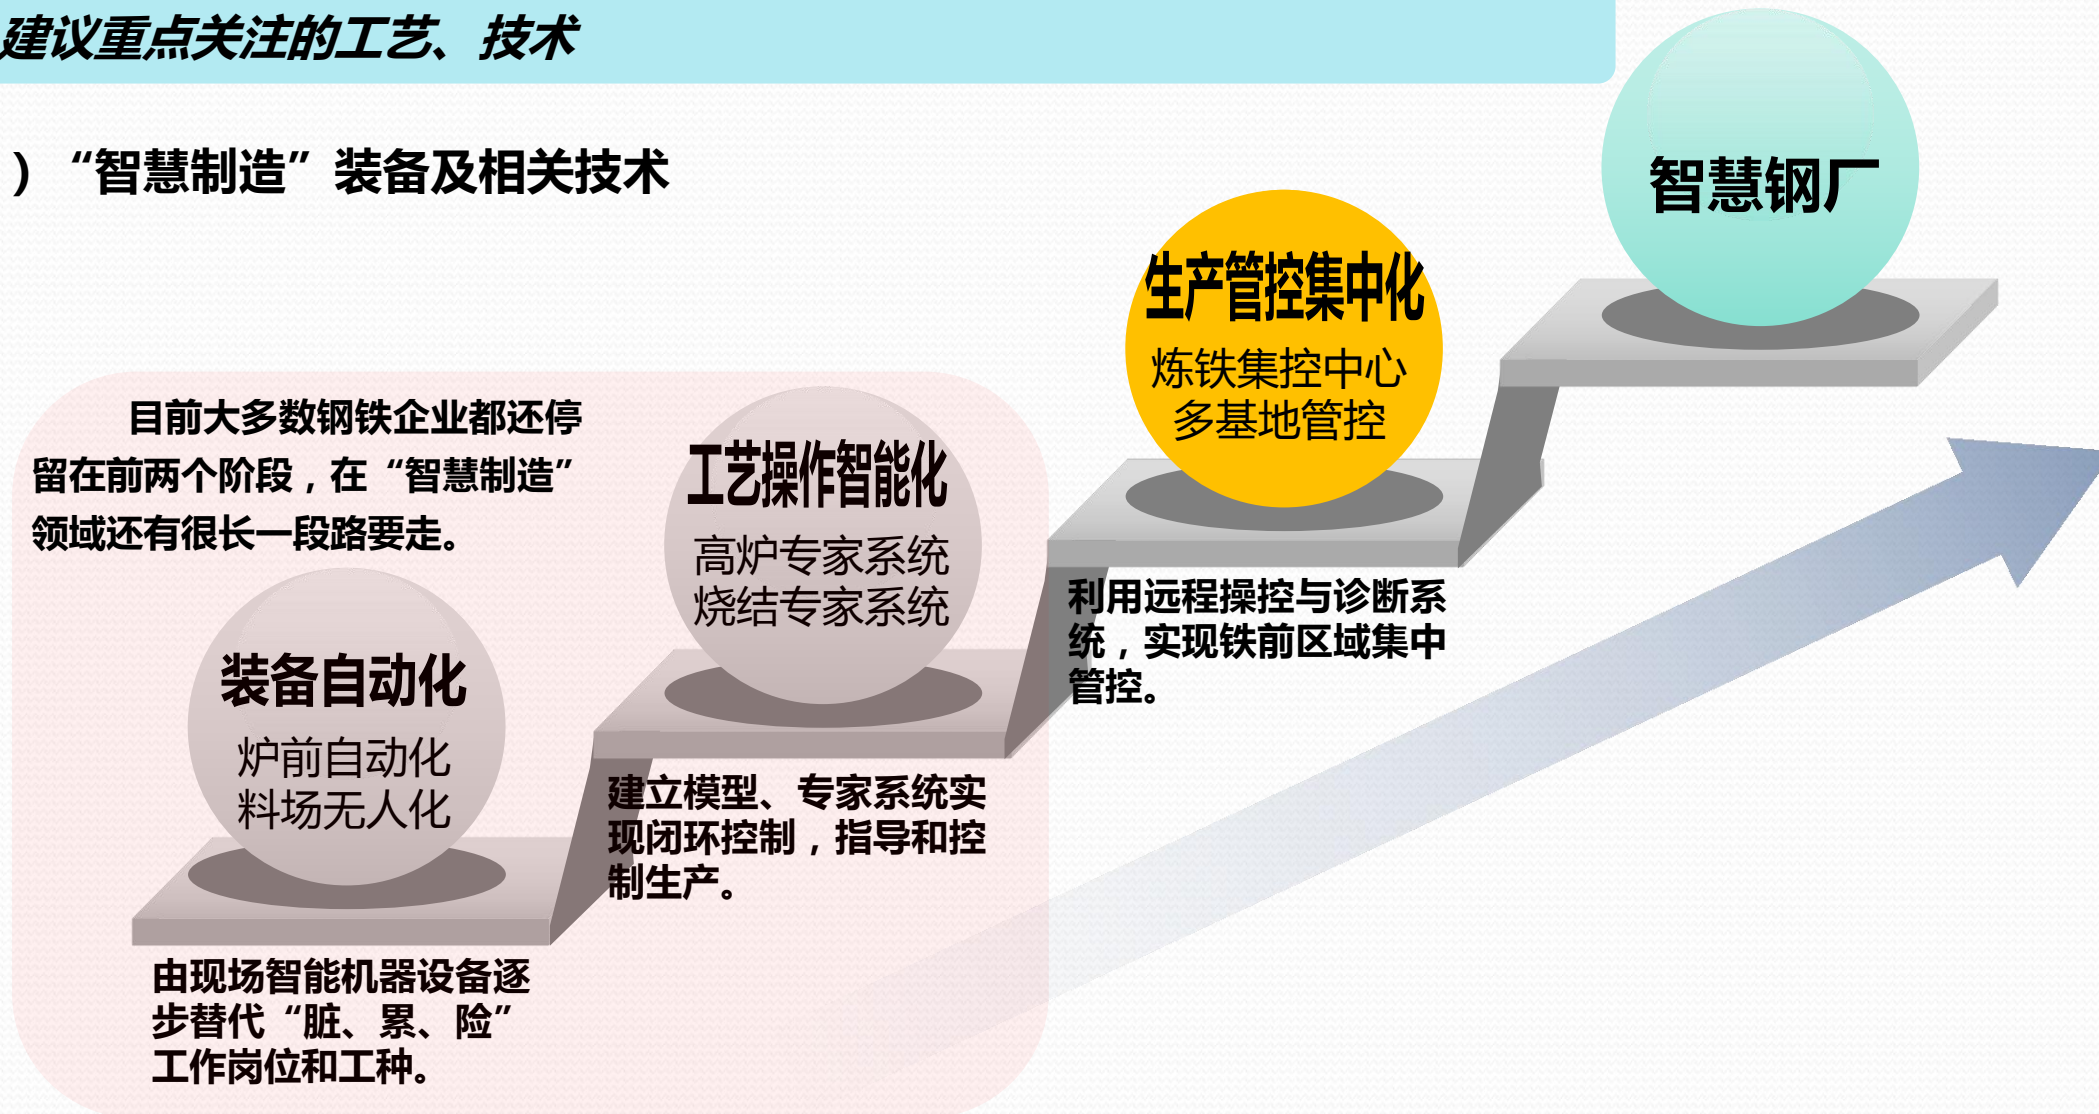 建议重点关注的工艺、技术
）“智慧制造”装备及相关技术
智慧钢厂
生产管控集中化
炼铁集控中心
多基地管控
利用远程操控与诊断系
统，实现铁前区域集中
管控。
目前大多数钢铁企业都还停
留在前两个阶段，在“智慧制造”
领域还有很长一段路要走。
工艺操作智能化
高炉专家系统
烧结专家系统
建立模型、专家系统实
现闭环控制，指导和控
制生产。
装备自动化
炉前自动化
料场无人化
由现场智能机器设备逐
步替代“脏、累、险”
工作岗位和工种。